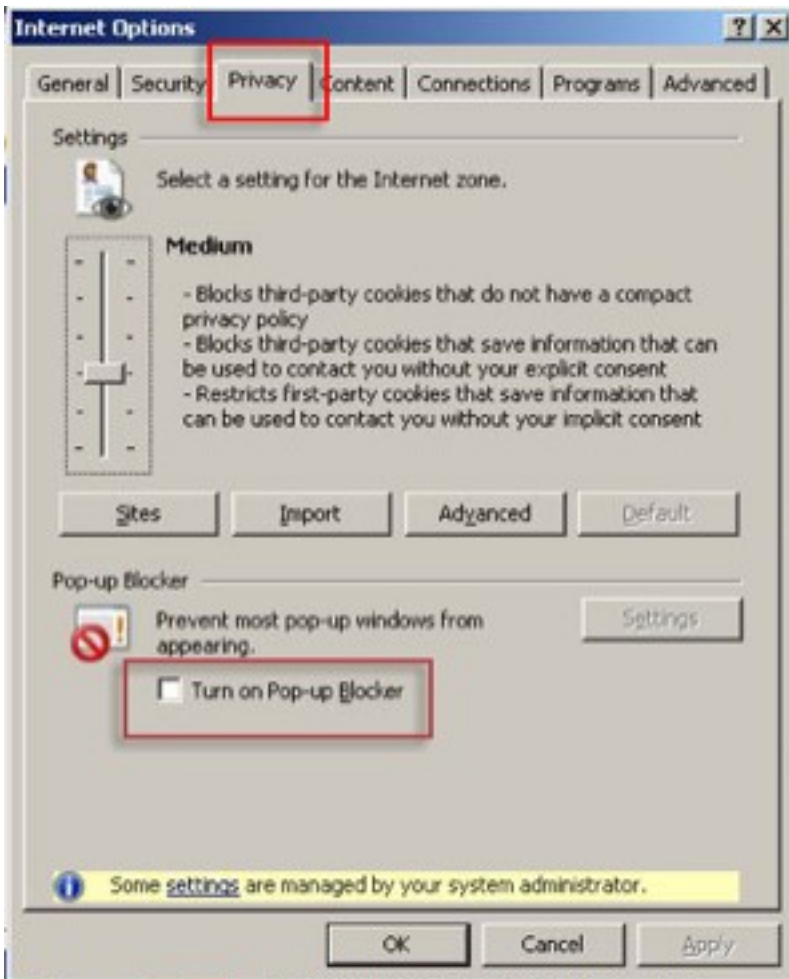 Internet Options
General Security Privacy Content Connections Programs Advanced
Settings
Select a setting for the Internet zone.
Medium
- Blocks third-party cookies that do not have a compact
privacy policy
- Blocks third-party cookies that save information that can
be used to contact you without your explicit consent
- Restricts first-party cookies that save information that
can be used to contact you without your implicit consent
Sites Import Advanced Default
Pop-up Blocker
Prevent most pop-up windows from
appearing.
Settings
Turn on Pop-up Blocker
Some settings are managed by your system administrator.
OK Cancel Apply